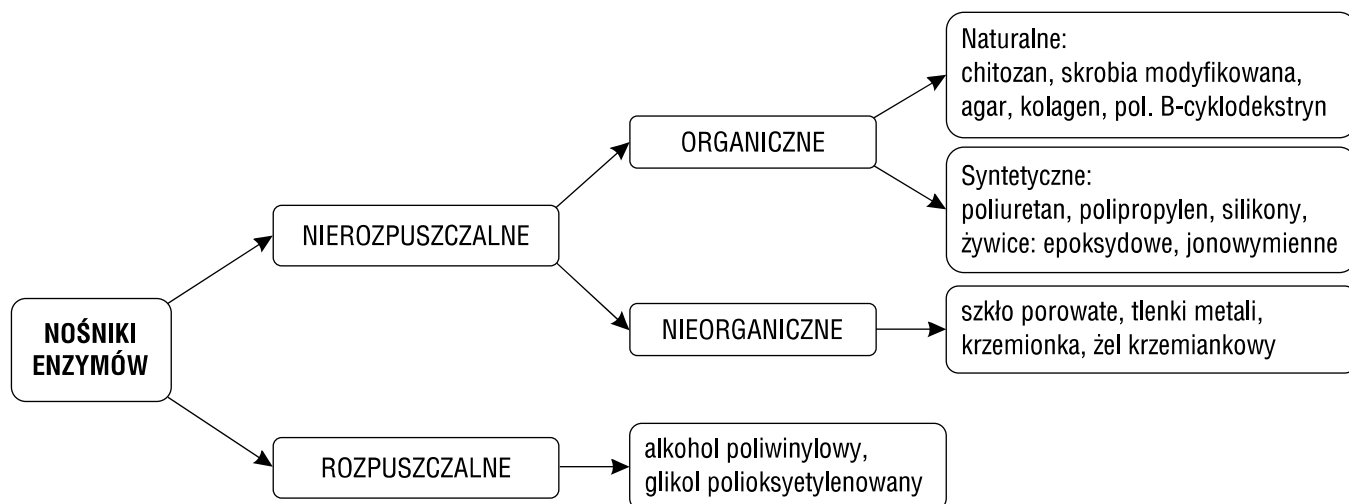 NOŚNIKI
ENZYMÓW
NIEROZPUSZCZALNE
ORGANICZNE
Naturalne:
chitozan, skrobia modyfikowana,
agar, kolagen, pol. B-cyklodekstryn
Syntetyczne:
poliuretan, polipropylen, silikony,
żywice: epoksydowe, jonowymienne
NIEORGANICZNE
szkło porowate, tlenki metali,
krzemionka, żel krzemiankowy
ROZPUSZCZALNE
alkohol poliwinylowy,
glikol polioksyetylenowany